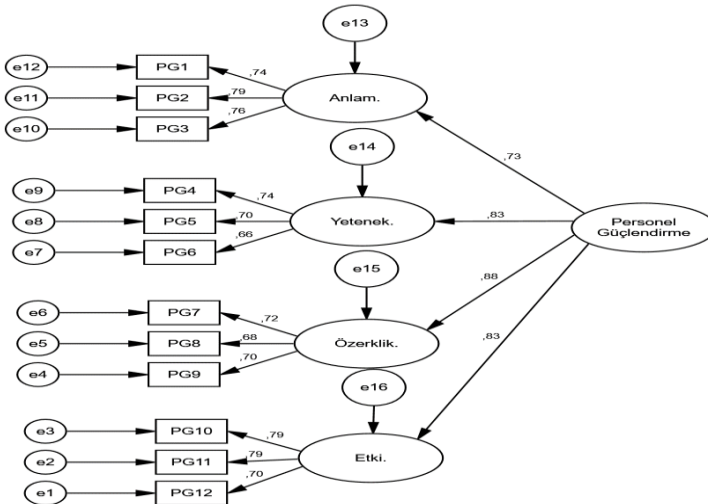 e13
e12
PG1
,74
e11
PG2
,79
Anlam.
e10
PG3
,76
e14
,73
e9
PG4
,74
e8
PG5
,70
Yetenek.
,83
Personel
Güçlendirme
e7
PG6
,66
e15
,88
e6
PG7
,72
e5
PG8
,68
Özerklik.
,83
e4
PG9
,70
e16
e3
PG10
,79
e2
PG11
,79
Etki.
e1
PG12
,70